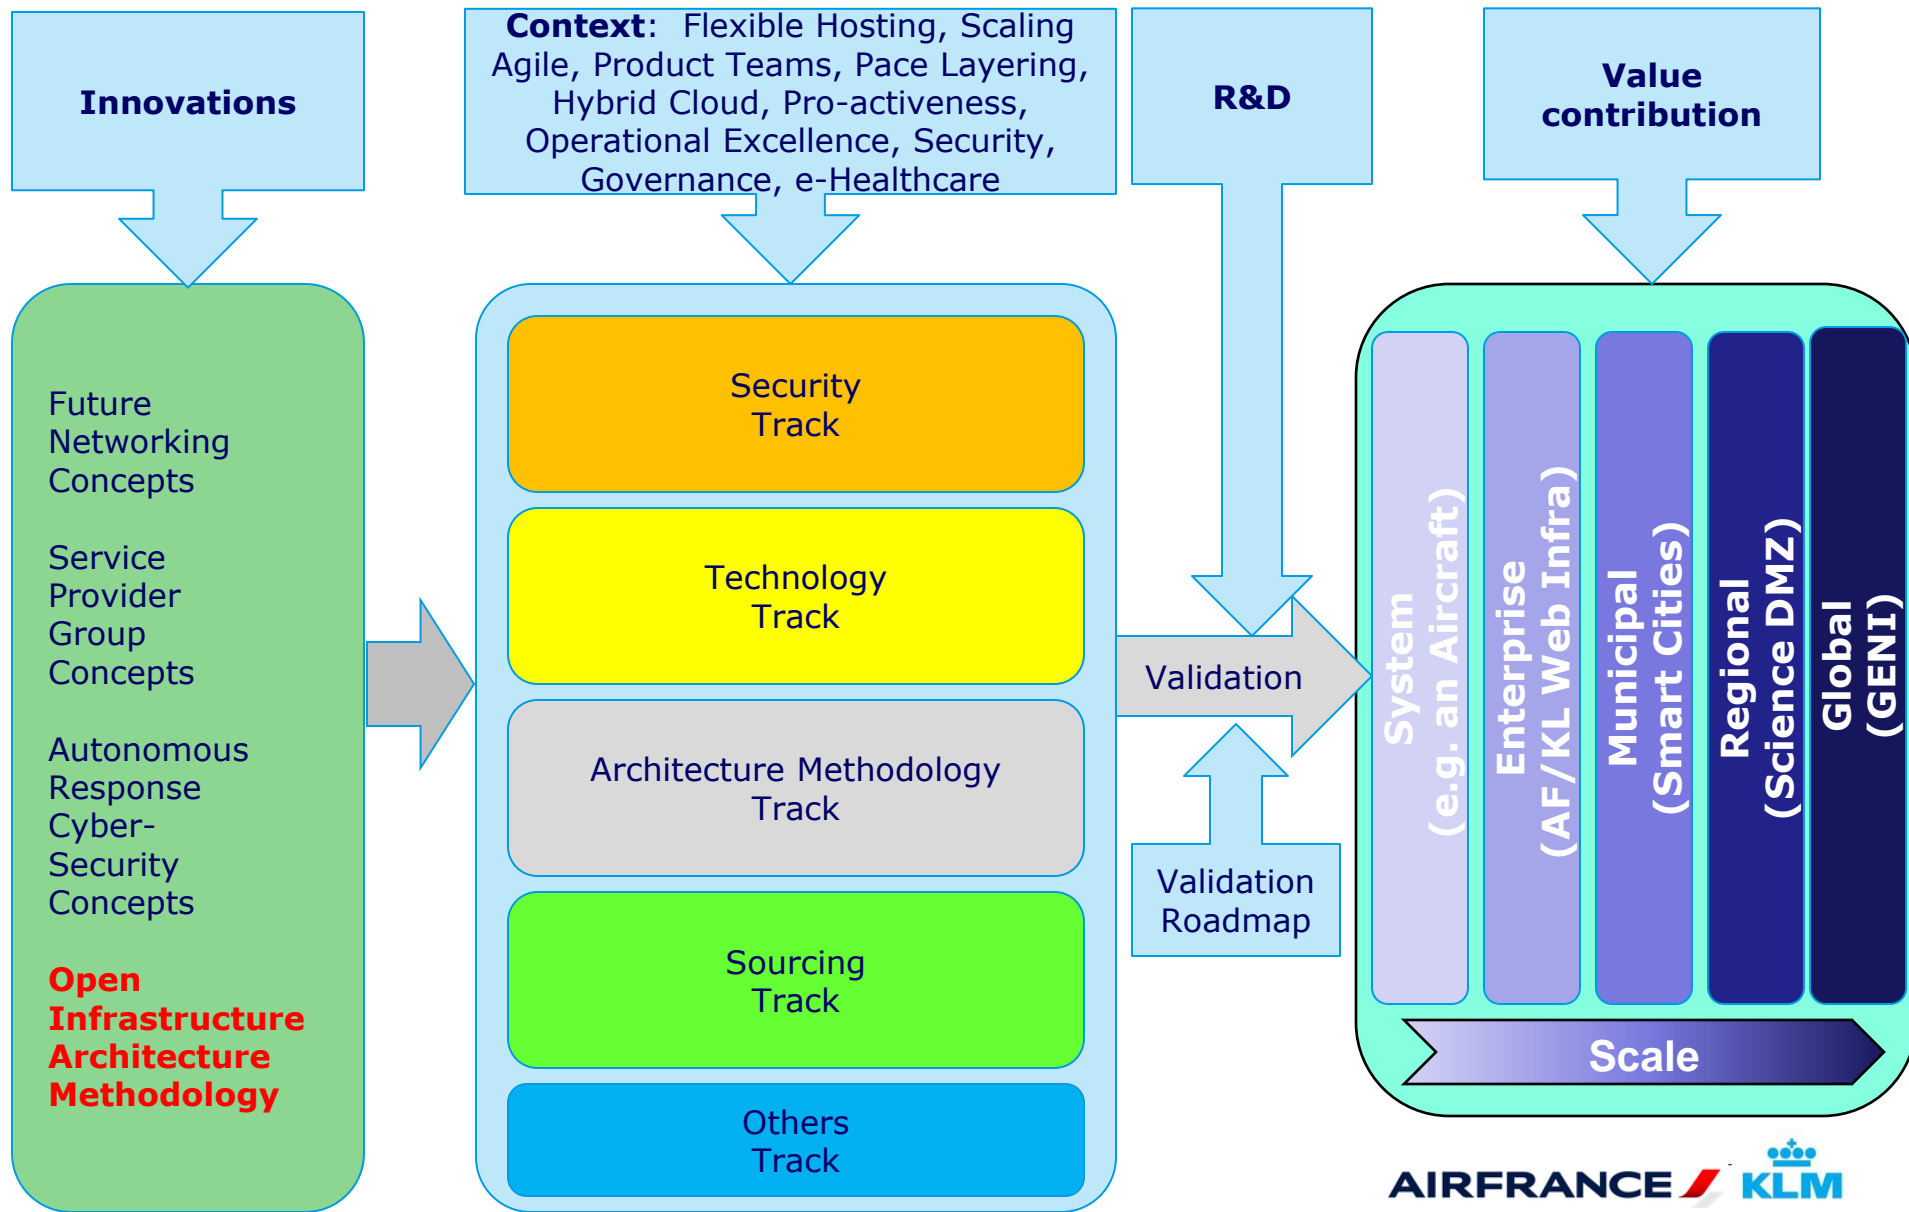 Innovations
Context:  Flexible Hosting, Scaling
Agile, Product Teams, Pace Layering,
Hybrid Cloud, Pro-activeness,
Operational Excellence, Security,
Governance, e-Healthcare
R&D
Value
contribution
Future
Networking
Concepts
Service
Provider
Group
Concepts
Autonomous
Response
Cyber-
Security
Concepts
Open
Infrastructure
Architecture
Methodology
Security
Track
Technology
Track
Architecture Methodology
Track
Sourcing
Track
Others
Track
Validation
Validation
Roadmap
System
(e.g. an Aircraft)
Enterprise
(AF/KL Web Infra)
Municipal
(Smart Cities)
Regional
(Science DMZ)
Global
(GENI)
Scale
AIRFRANCE
KLM